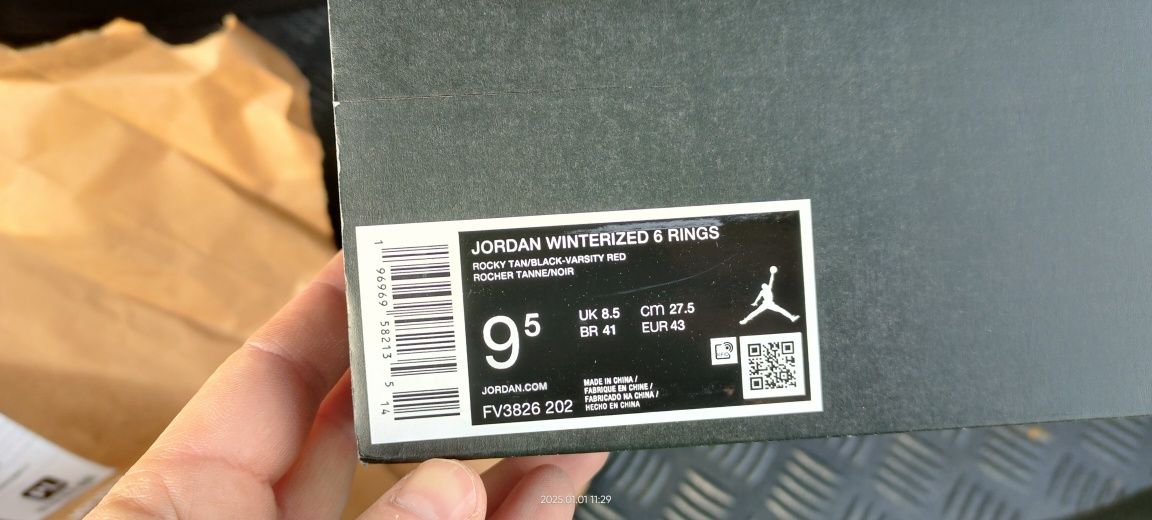 JORDAN WINTERIZED 6 RINGS
ROCKY TAN/BLACK-VARSITY RED
ROCHER TANNE/NOIR
9⁵
UK 8.5 cm 27.5
BR 41 EUR 43
JORDAN.COM
FV3826 202
MADE IN CHINA /
FABRIQUE EN CHINE /
FABRICADO NA CHINA /
HECHO EN CHINA
1 96969 58213 5 14
2025.01.01 11:29